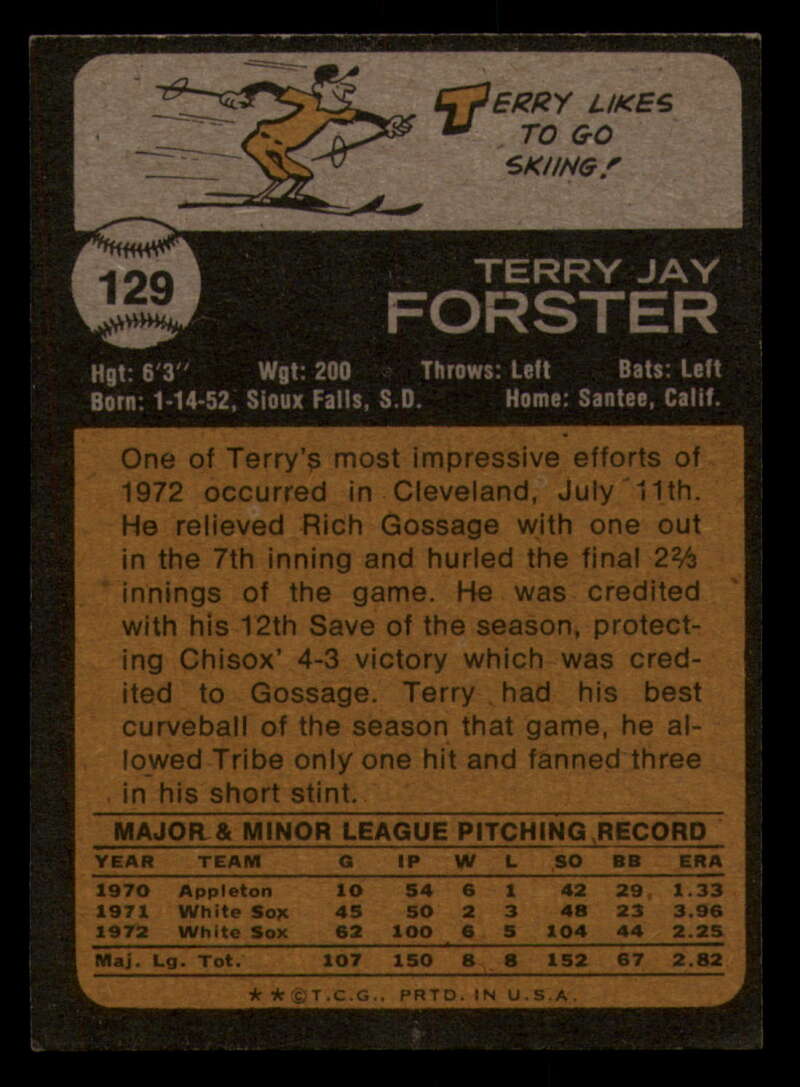 TERRY LIKES
TO GO
SKIING!
129
TERRY JAY
FORSTER
Hgt: 6'3" Wgt: 200 Throws: Left Bats: Left
Born: 1-14-52, Sioux Falls, S.D. Home: Santee, Calif.
One of Terry's most impressive efforts of
1972 occurred in Cleveland, July 11th.
He relieved Rich Gossage with one out
in the 7th inning and hurled the final 2⅔
innings of the game. He was credited
with his 12th Save of the season, protect-
ing Chisox' 4-3 victory which was cred-
ited to Gossage. Terry had his best
curveball of the season that game, he al-
lowed Tribe only one hit and fanned three
in his short stint.
MAJOR & MINOR LEAGUE PITCHING RECORD
YEAR TEAM G IP W L SO BB ERA
1970 Appleton 10 54 6 1 42 29 1.33
1971 White Sox 45 50 2 3 48 23 3.96
1972 White Sox 62 100 6 5 104 44 2.25
Maj. Lg. Tot. 107 150 8 8 152 67 2.82
★ ★ © T.C.G. PRTD. IN U.S.A.